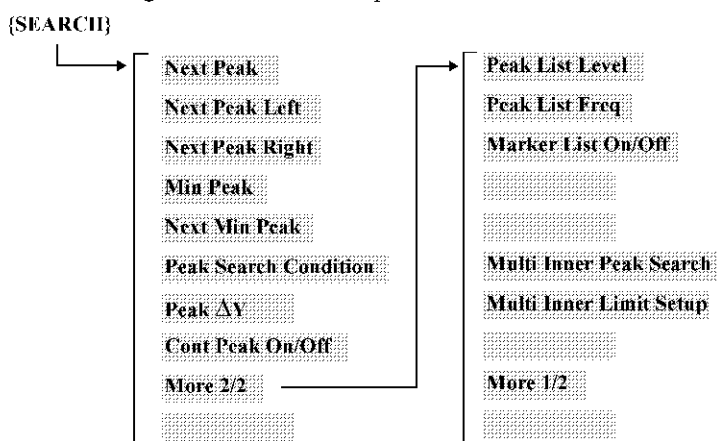 {SEARCH}
Next Peak
Next Peak Left
Next Peak Right
Min Peak
Next Min Peak
Peak Search Condition
Peak ΔY
Cont Peak On/Off
More 2/2
Peak List Level
Peak List Freq
Marker List On/Off
Multi Inner Peak Search
Multi Inner Limit Setup
More 1/2